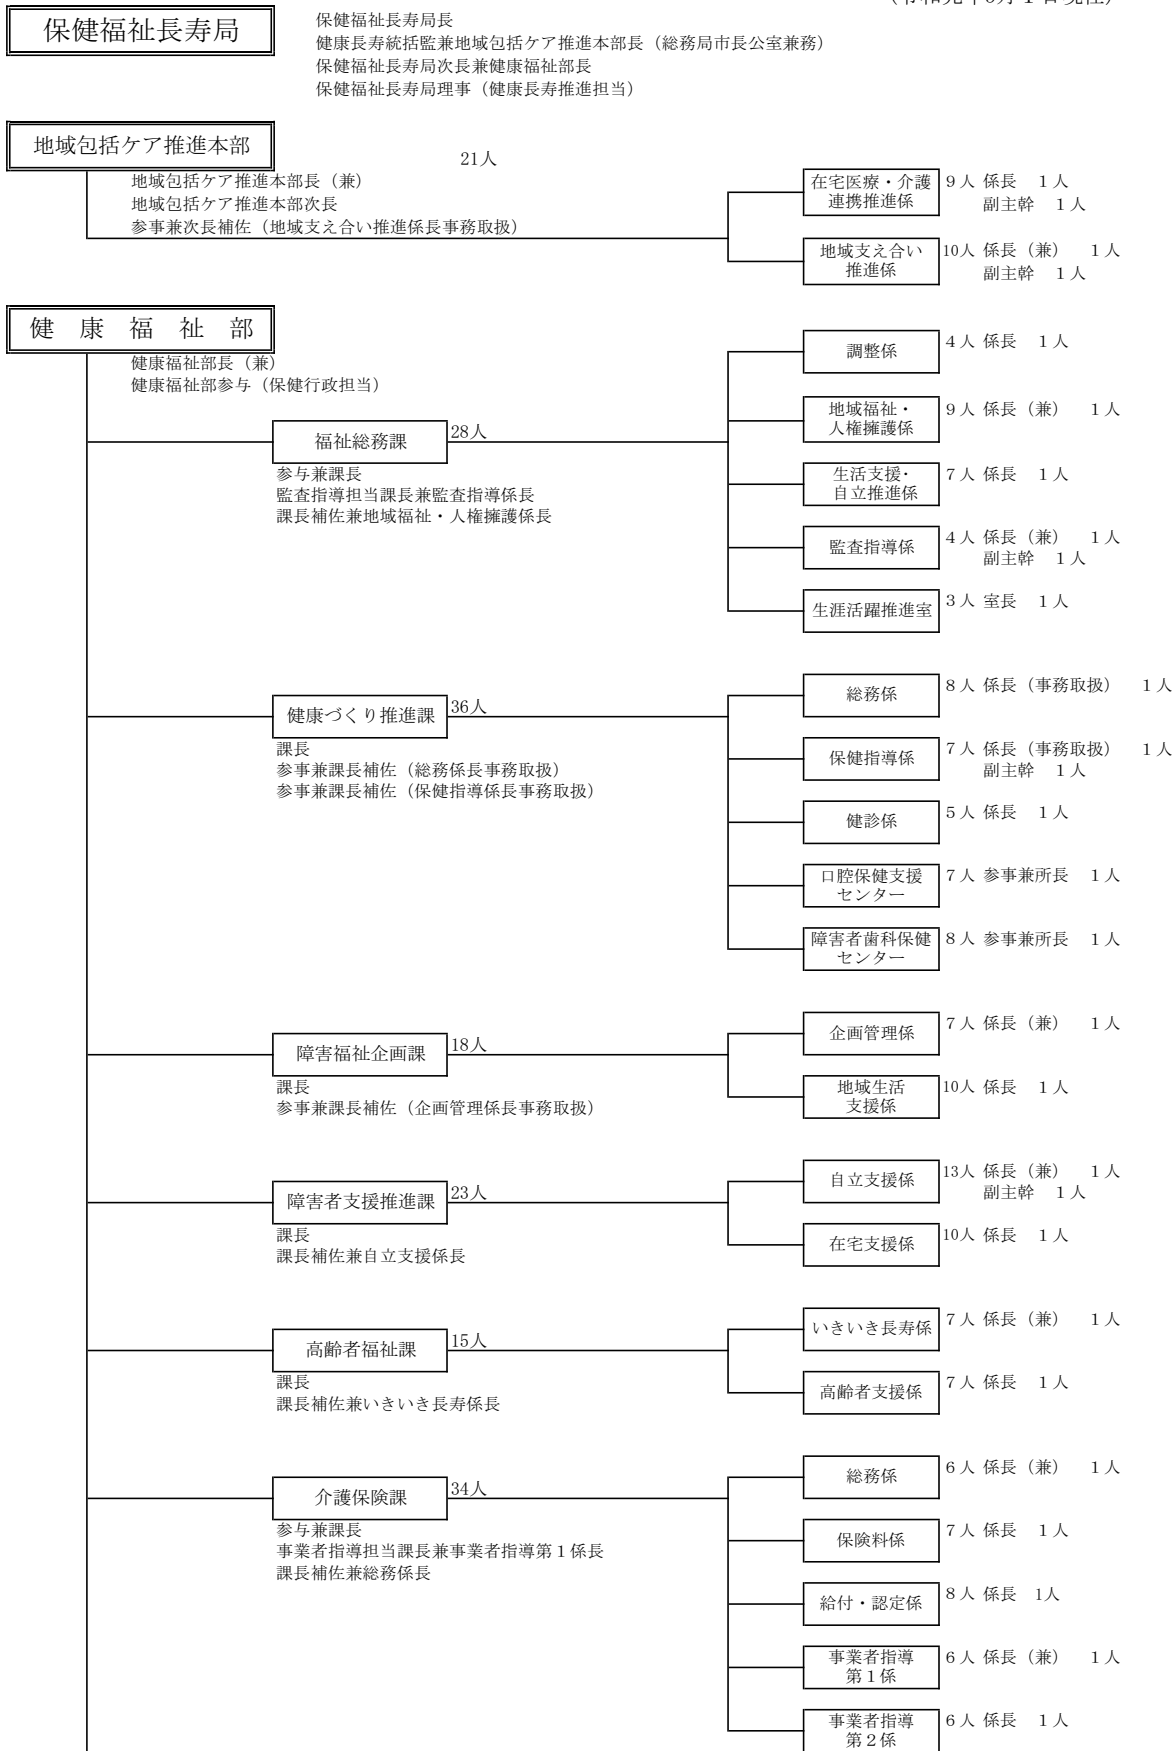 保健福祉長寿局
保健福祉長寿局長
健康長寿統括監兼地域包括ケア推進本部長（総務局市長公室兼務）
保健福祉長寿局次長兼健康福祉部長
保健福祉長寿局理事（健康長寿推進担当）
地域包括ケア推進本部
21人
地域包括ケア推進本部長（兼）
地域包括ケア推進本部次長
参事兼次長補佐（地域支え合い推進係長事務取扱）
在宅医療・介護
連携推進係
9人 係長　1人
副主幹　1人
地域支え合い
推進係
10人 係長（兼）　1人
副主幹　1人
健　康　福　祉　部
健康福祉部長（兼）
健康福祉部参与（保健行政担当）
福祉総務課
28人
参与兼課長
監査指導担当課長兼監査指導係長
課長補佐兼地域福祉・人権擁護係長
調整係
4人 係長　1人
地域福祉・
人権擁護係
9人 係長（兼）　1人
生活支援・
自立推進係
7人 係長　1人
監査指導係
4人 係長（兼）　1人
副主幹　1人
生涯活躍推進室
3人 室長　1人
健康づくり推進課
36人
課長
参事兼課長補佐（総務係長事務取扱）
参事兼課長補佐（保健指導係長事務取扱）
総務係
8人 係長（事務取扱）　1人
保健指導係
7人 係長（事務取扱）　1人
副主幹　1人
健診係
5人 係長　1人
口腔保健支援
センター
7人 参事兼所長　1人
障害者歯科保健
センター
8人 参事兼所長　1人
障害福祉企画課
18人
課長
参事兼課長補佐（企画管理係長事務取扱）
企画管理係
7人 係長（兼）　1人
地域生活
支援係
10人 係長　1人
障害者支援推進課
23人
課長
課長補佐兼自立支援係長
自立支援係
13人 係長（兼）　1人
副主幹　1人
在宅支援係
10人 係長　1人
高齢者福祉課
15人
課長
課長補佐兼いきいき長寿係長
いきいき長寿係
7人 係長（兼）　1人
高齢者支援係
7人 係長　1人
介護保険課
34人
参与兼課長
事業者指導担当課長兼事業者指導第1係長
課長補佐兼総務係長
総務係
6人 係長（兼）　1人
保険料係
7人 係長　1人
給付・認定係
8人 係長　1人
事業者指導
第1係
6人 係長（兼）　1人
事業者指導
第2係
6人 係長　1人